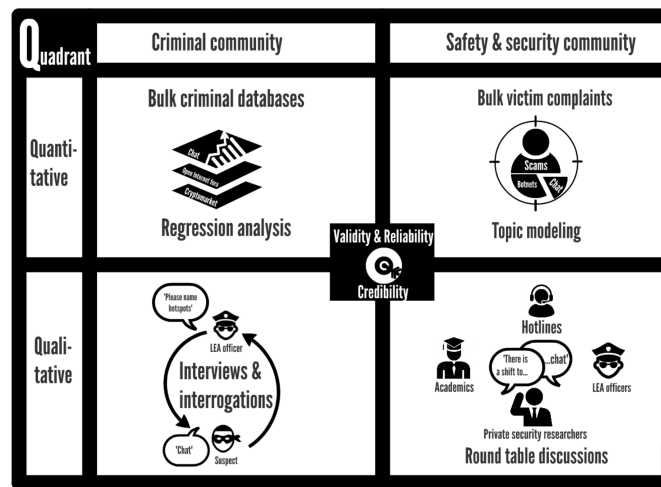 Quadrant
Criminal community
Safety & security community
Quanti-
tative
Bulk criminal databases
Chat
Open Internet fora
Cryptomarket
Regression analysis
Bulk victim complaints
Scams
Botnets
Chat
Topic modeling
Validity & Reliability
Credibility
Quali-
tative
'Please name
hotspots'
LEA officer
Interviews &
interrogations
'Chat'
Suspect
Hotlines
Academics
'There is
a shift to...
...chat'
LEA officers
Private security researchers
Round table discussions